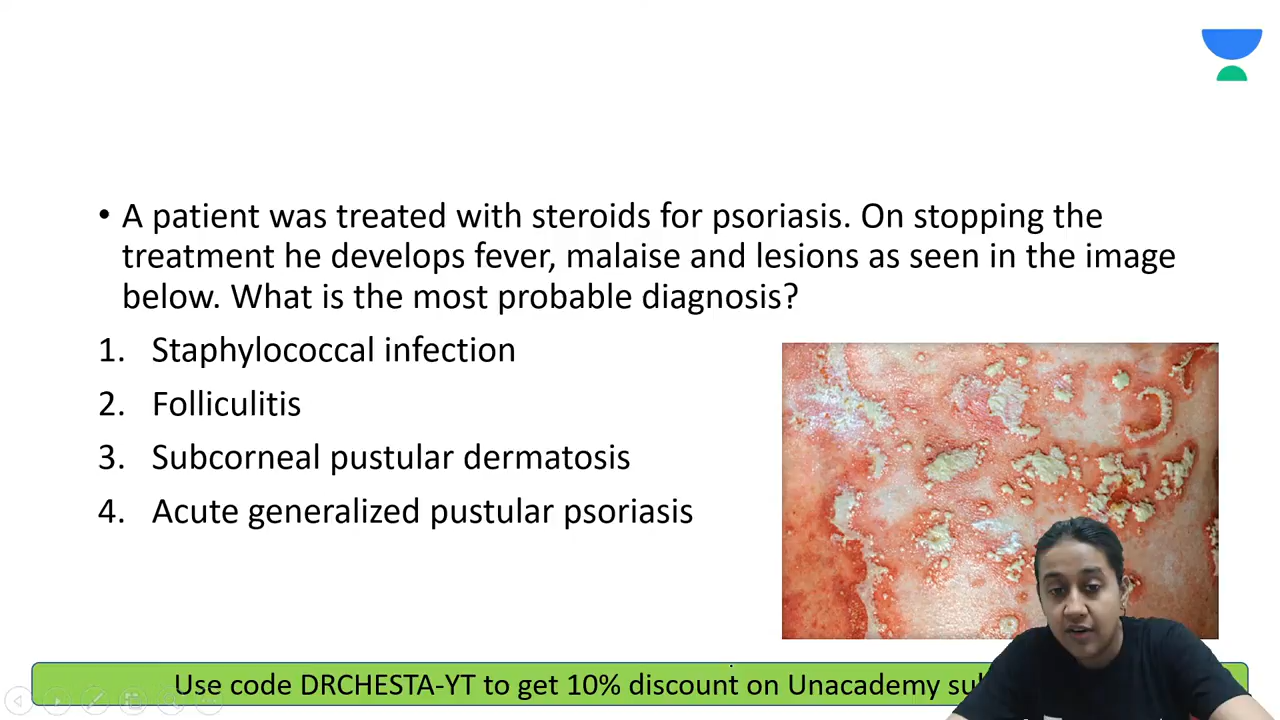 • A patient was treated with steroids for psoriasis. On stopping the
treatment he develops fever, malaise and lesions as seen in the image
below. What is the most probable diagnosis?
1. Staphylococcal infection
2. Folliculitis
3. Subcorneal pustular dermatosis
4. Acute generalized pustular psoriasis
Use code DRCHESTA-YT to get 10% discount on Unacademy